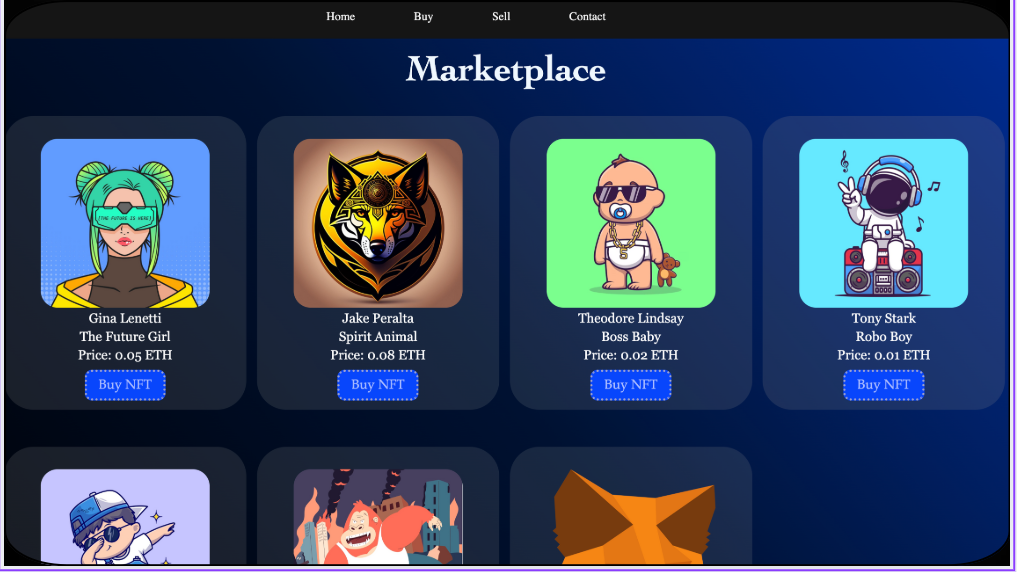 Home Buy Sell Contact
Marketplace
[THE FUTURE IS HERE]
Gina Lenetti
The Future Girl
Price: 0.05 ETH
Buy NFT
Jake Peralta
Spirit Animal
Price: 0.08 ETH
Buy NFT
Theodore Lindsay
Boss Baby
Price: 0.02 ETH
Buy NFT
Tony Stark
Robo Boy
Price: 0.01 ETH
Buy NFT